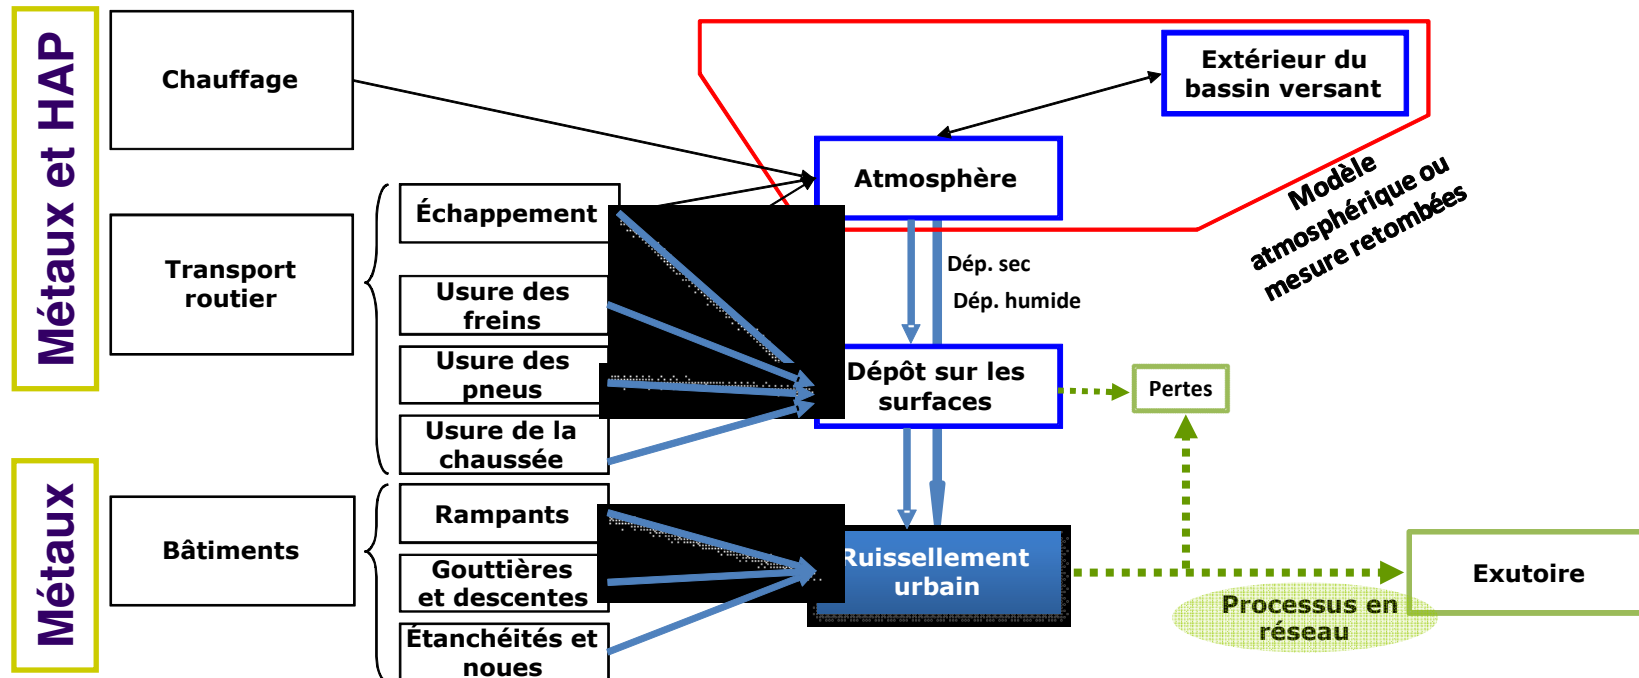 Métaux et HAP
Chauffage
Extérieur du
bassin versant
Atmosphère
Modèle
atmosphérique ou
mesure retombées
Échappement
Transport
routier
Usure des
freins
Usure des
pneus
Usure de la
chaussée
Dép. sec
Dép. humide
Dépôt sur les
surfaces
Pertes
Métaux
Bâtiments
Rampants
Gouttières
et descentes
Étanchéités et
noues
Ruissellement
urbain
Exutoire
Processus en
réseau